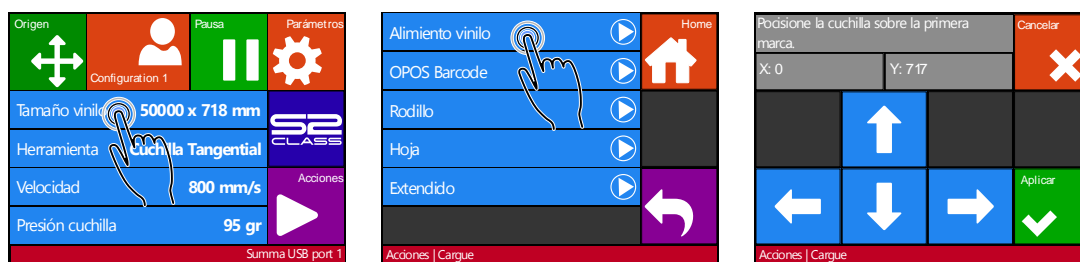 Origen
Pausa
Parámetros
Configuration 1
Tamaño vinilo 50000 x 718 mm
Herramienta Cuchilla Tangential
S2 CLASS
Velocidad 800 mm/s
Acciones
Presión cuchilla 95 gr
Summa USB port 1
Alimiento vinilo
Home
OPOS Barcode
Rodillo
Hoja
Extendido
Acciones | Cargue
Pocisione la cuchilla sobre la primera
marca.
Cancelar
X: 0 Y: 717
Aplicar
Acciones | Cargue